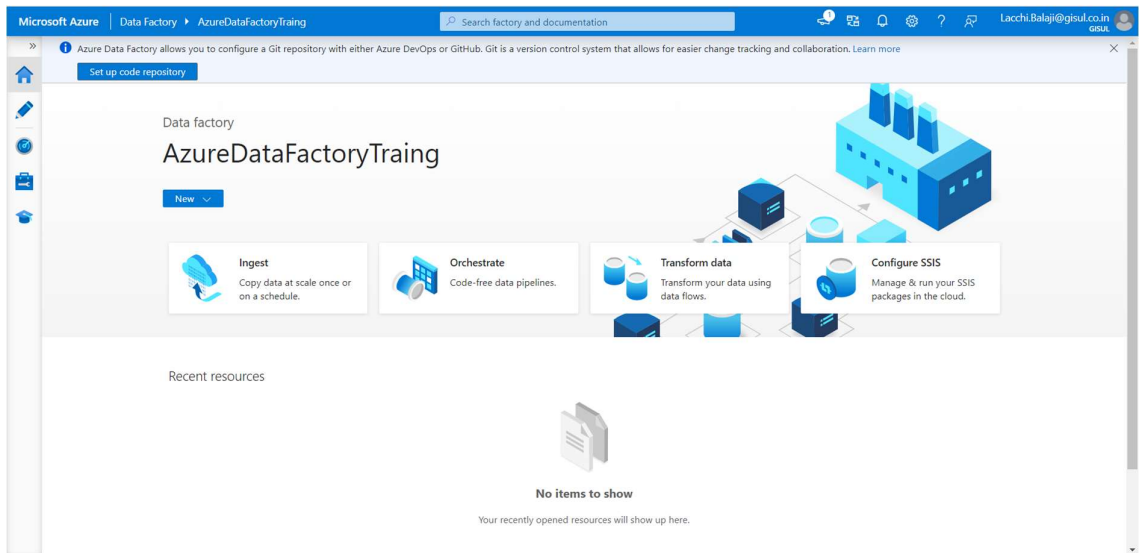 Microsoft Azure | Data Factory ▸ AzureDataFactoryTraing
Search factory and documentation
1
Lacchi.Balaji@gisul.co.in
GISUL
Azure Data Factory allows you to configure a Git repository with either Azure DevOps or GitHub. Git is a version control system that allows for easier change tracking and collaboration. Learn more
Set up code repository
Data factory
AzureDataFactoryTraing
New
Ingest
Copy data at scale once or
on a schedule.
Orchestrate
Code-free data pipelines.
Transform data
Transform your data using
data flows.
Configure SSIS
Manage & run your SSIS
packages in the cloud.
Recent resources
No items to show
Your recently opened resources will show up here.